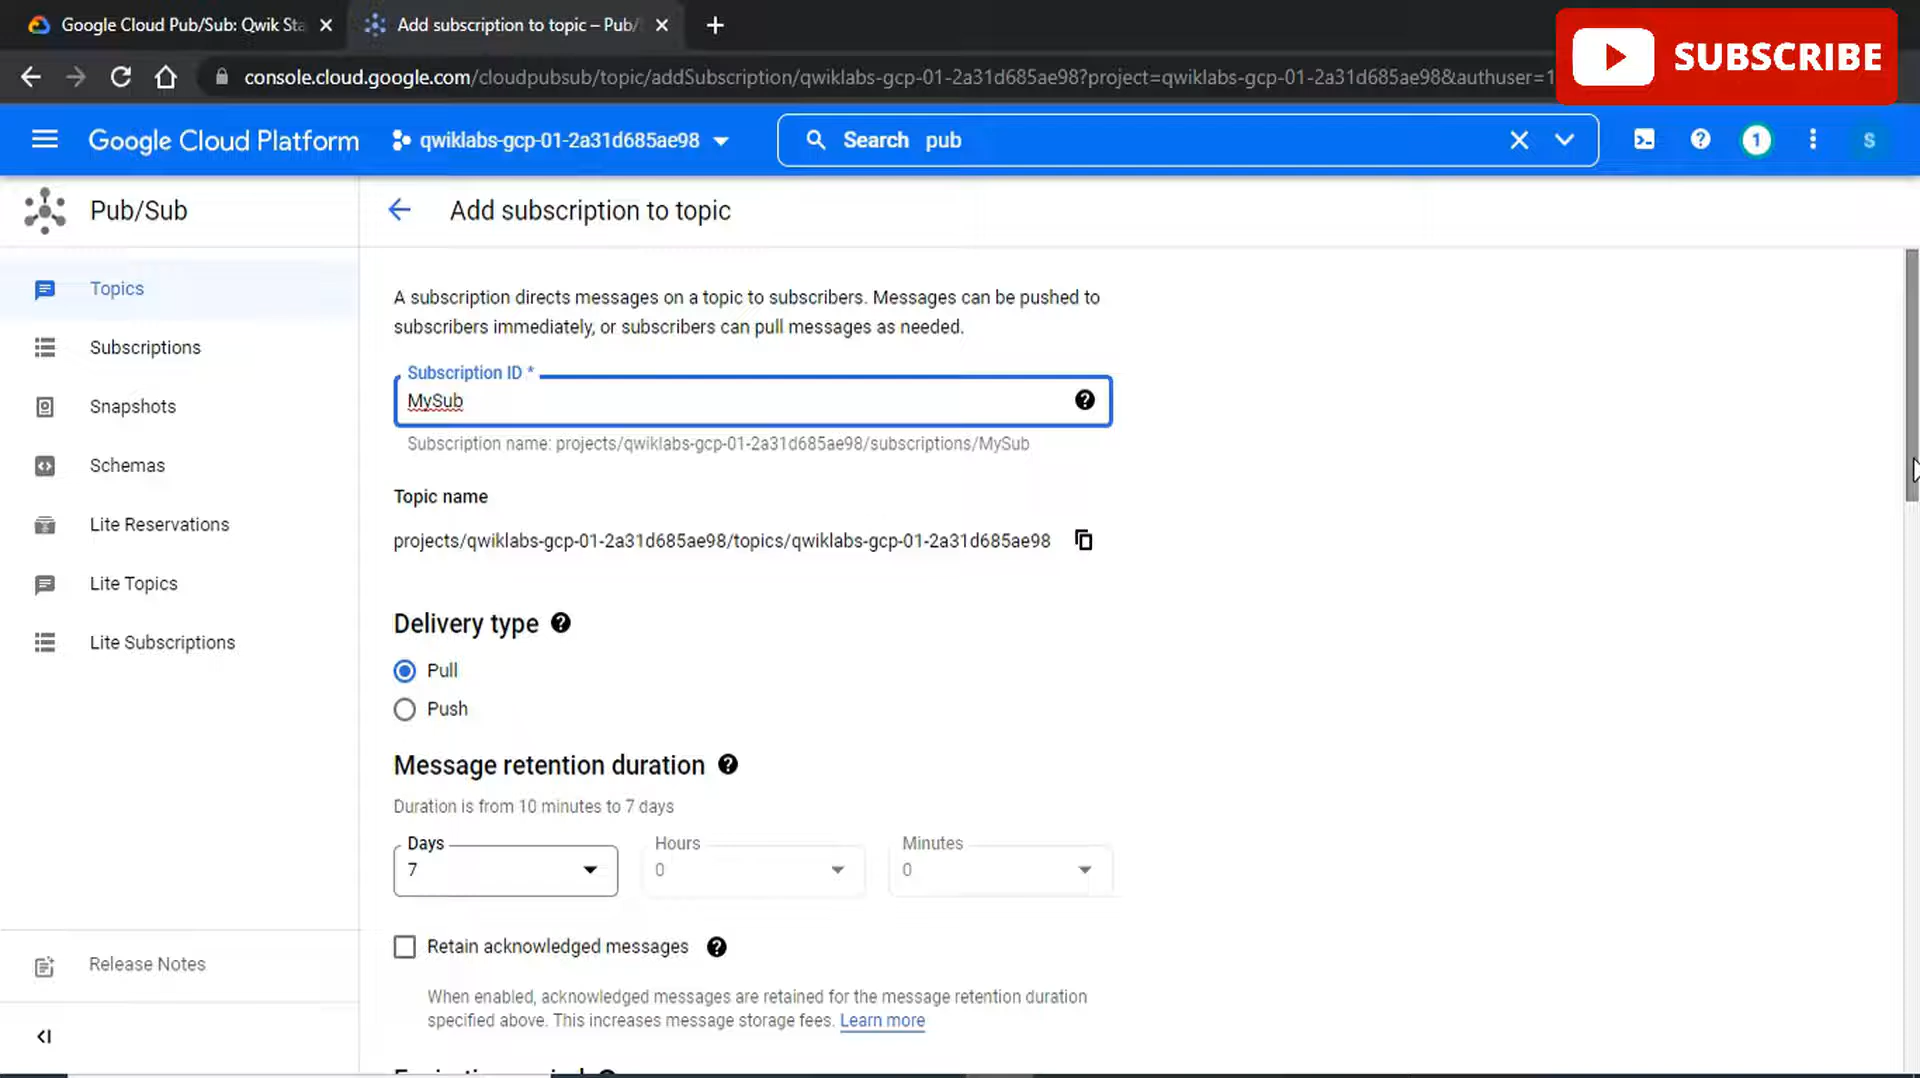 Google Cloud Pub/Sub: Qwik Sta
Add subscription to topic – Pub/
SUBSCRIBE
console.cloud.google.com/cloudpubsub/topic/addSubscription/qwiklabs-gcp-01-2a31d685ae98?project=qwiklabs-gcp-01-2a31d685ae98&authuser=1
Google Cloud Platform
qwiklabs-gcp-01-2a31d685ae98
Search pub
1
S
Pub/Sub
Add subscription to topic
Topics
Subscriptions
Snapshots
Schemas
Lite Reservations
Lite Topics
Lite Subscriptions
Release Notes
A subscription directs messages on a topic to subscribers. Messages can be pushed to
subscribers immediately, or subscribers can pull messages as needed.
Subscription ID *
MySub
Subscription name: projects/qwiklabs-gcp-01-2a31d685ae98/subscriptions/MySub
Topic name
projects/qwiklabs-gcp-01-2a31d685ae98/topics/qwiklabs-gcp-01-2a31d685ae98
Delivery type
Pull
Push
Message retention duration
Duration is from 10 minutes to 7 days
Days Hours Minutes
7 0 0
Retain acknowledged messages
When enabled, acknowledged messages are retained for the message retention duration
specified above. This increases message storage fees. Learn more